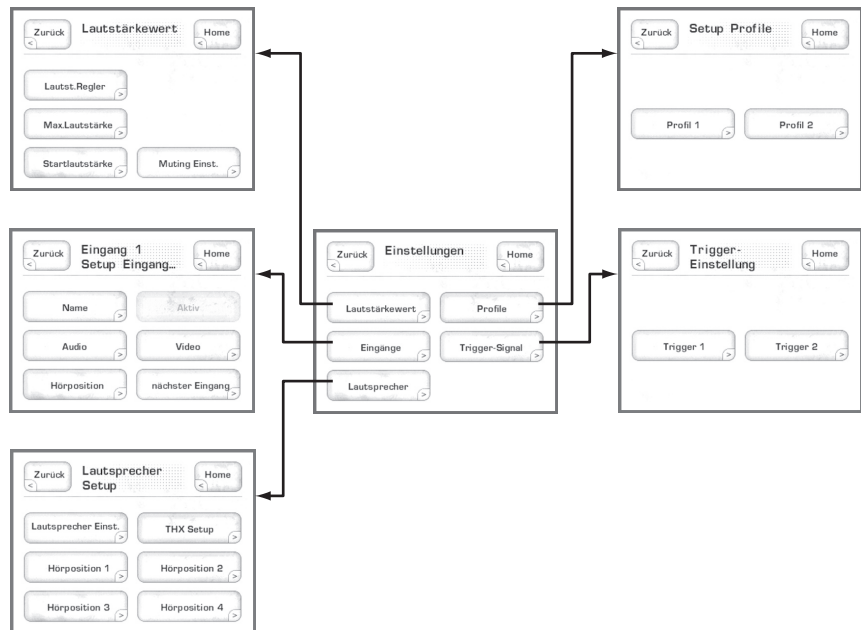 Zurück
<
Lautstärkewert
Home
<
Lautst.Regler
>
Max.Lautstärke
>
Startlautstärke
>
Muting Einst.
>
Zurück
<
Setup Profile
Home
<
Profil 1
>
Profil 2
>
Zurück
<
Eingang 1
Setup Eingang...
Home
<
Name
>
Aktiv
Audio
>
Video
>
Hörposition
>
nächster Eingang
>
Zurück
<
Einstellungen
Home
<
Lautstärkewert
>
Profile
>
Eingänge
>
Trigger-Signal
>
Lautsprecher
>
Zurück
<
Trigger-
Einstellung
Home
<
Trigger 1
>
Trigger 2
>
Zurück
<
Lautsprecher
Setup
Home
<
Lautsprecher Einst.
>
THX Setup
>
Hörposition 1
>
Hörposition 2
>
Hörposition 3
>
Hörposition 4
>